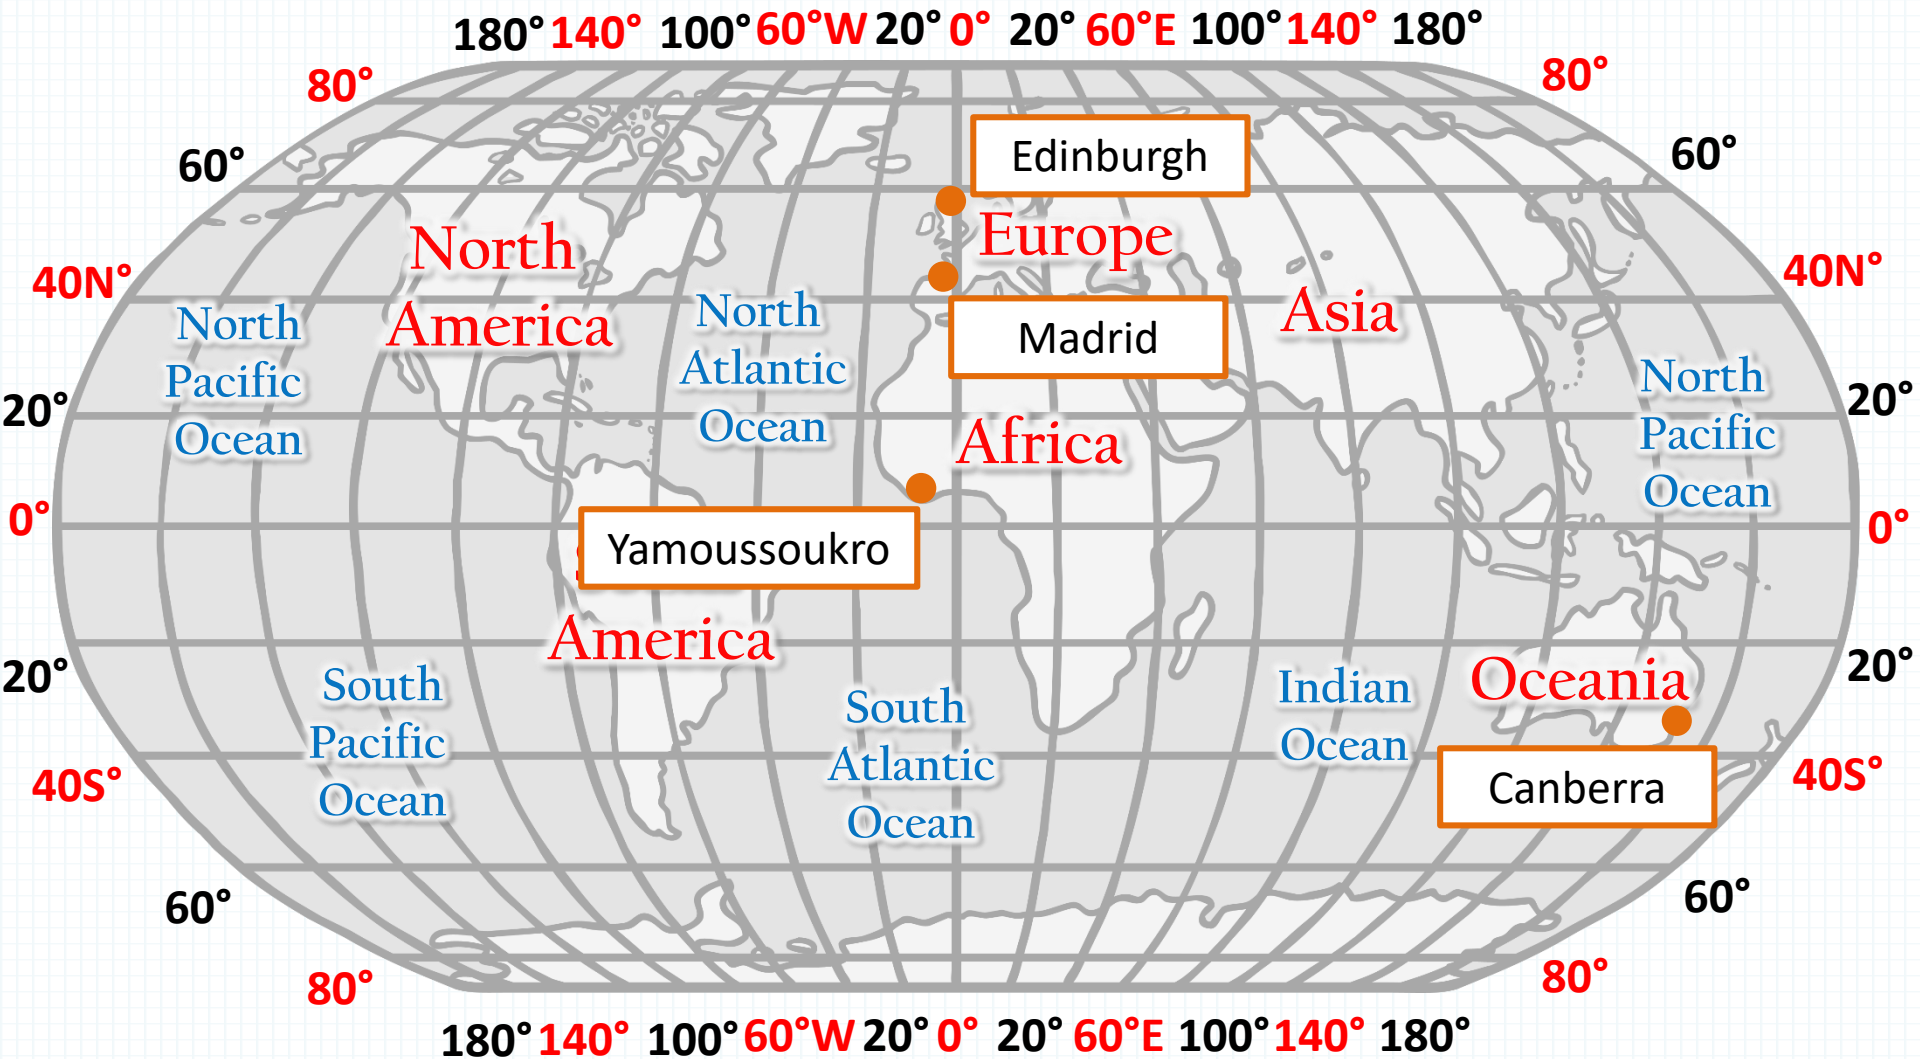 180° 140° 100° 60°W 20° 0° 20° 60°E 100° 140° 180°
80° 80°
60° 60°
Edinburgh
North
America
Europe
40N° 40N°
Asia
North
Pacific
Ocean
North
Atlantic
Ocean
Madrid
North
Pacific
Ocean
20° 20°
Africa
0° 0°
Yamoussoukro
America
20° 20°
South
Pacific
Ocean
South
Atlantic
Ocean
Indian
Ocean
Oceania
40S° 40S°
Canberra
60° 60°
80° 80°
180° 140° 100° 60°W 20° 0° 20° 60°E 100° 140° 180°